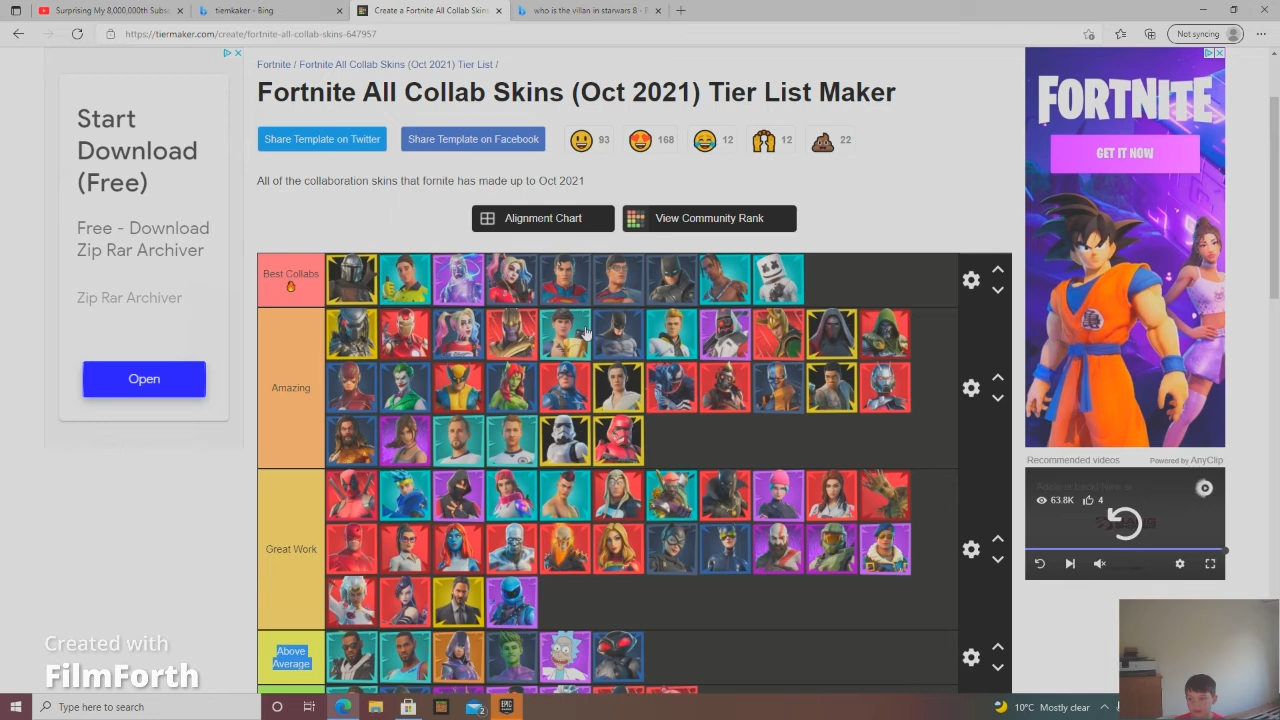 Surprising My 8,000,000th Subsc
tiemkaker - Bing
Create a Fortnite All Collab Skins
who is the villan in starwars 8 - B
https://tiermaker.com/create/fortnite-all-collab-skins-647957
Not syncing
Fortnite / Fortnite All Collab Skins (Oct 2021) Tier List /
Fortnite All Collab Skins (Oct 2021) Tier List Maker
Share Template on Twitter
Share Template on Facebook
93
168
12
12
22
All of the collaboration skins that fornite has made up to Oct 2021
Alignment Chart
View Community Rank
Start
Download
(Free)
Free - Download
Zip Rar Archiver
Zip Rar Archiver
Open
Best Collabs
Amazing
Great Work
Above
Average
FORTNITE
GET IT NOW
Recommended videos
Powered by AnyClip
63.8K
4
Created with
FilmForth
Type here to search
2
EPIC
GAMES
10°C Mostly clear